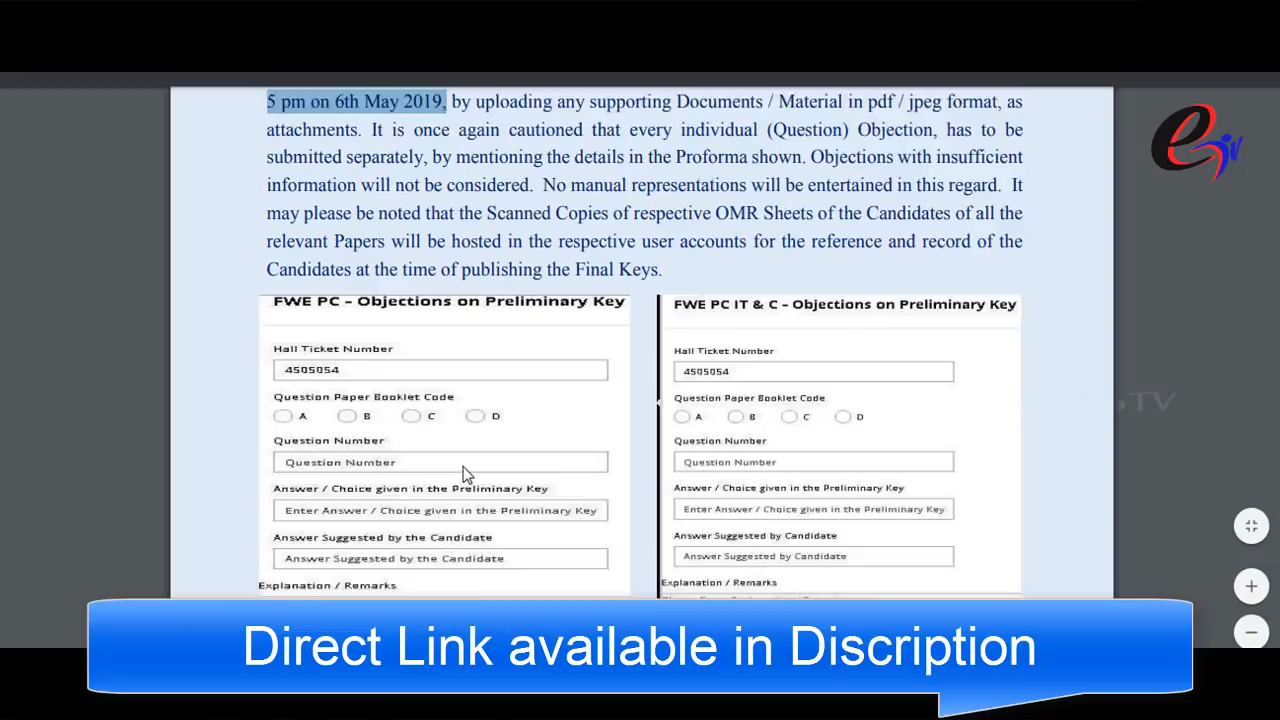 5 pm on 6th May 2019, by uploading any supporting Documents / Material in pdf / jpeg format, as
attachments. It is once again cautioned that every individual (Question) Objection, has to be
submitted separately, by mentioning the details in the Proforma shown. Objections with insufficient
information will not be considered. No manual representations will be entertained in this regard. It
may please be noted that the Scanned Copies of respective OMR Sheets of the Candidates of all the
relevant Papers will be hosted in the respective user accounts for the reference and record of the
Candidates at the time of publishing the Final Keys.
FWE PC – Objections on Preliminary Key
Hall Ticket Number
4505054
Question Paper Booklet Code
A B C D
Question Number
Question Number
Answer / Choice given in the Preliminary Key
Enter Answer / Choice given in the Preliminary Key
Answer Suggested by the Candidate
Answer Suggested by the Candidate
Explanation / Remarks
FWE PC IT & C – Objections on Preliminary Key
Hall Ticket Number
4505054
Question Paper Booklet Code
A B C D
Question Number
Question Number
Answer / Choice given in the Preliminary Key
Enter Answer / Choice given in the Preliminary Key
Answer Suggested by Candidate
Answer Suggested by Candidate
Explanation / Remarks
TV
Direct Link available in Discription